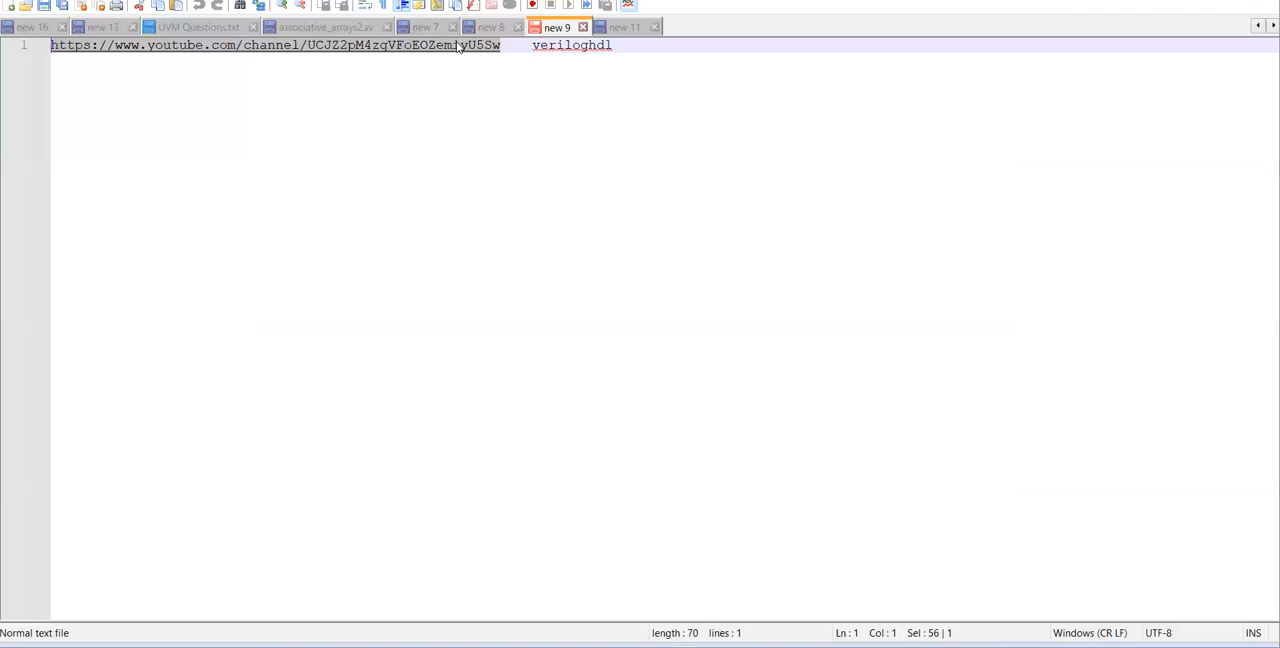 new 16
new 13
UVM Questions.txt
associative_arrays2.sv
new 7
new 8
new 9
new 11
1
https://www.youtube.com/channel/UCJZ2pM4zqVFoEOZemiyU5Sw veriloghdl
Normal text file
length : 70 lines : 1
Ln : 1 Col : 1 Sel : 56 | 1
Windows (CR LF)
UTF-8
INS